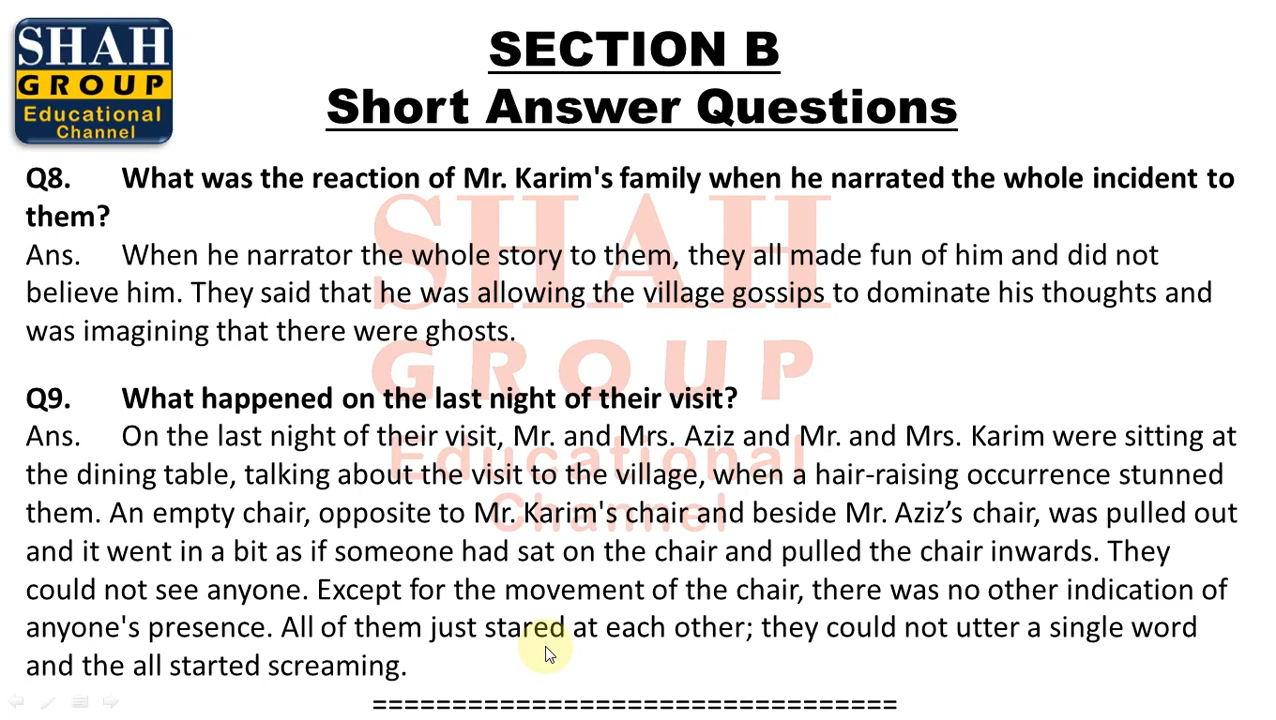 SHAH
GROUP
Educational
Channel
SECTION B
Short Answer Questions
Q8. What was the reaction of Mr. Karim's family when he narrated the whole incident to
them?
Ans. When he narrator the whole story to them, they all made fun of him and did not
believe him. They said that he was allowing the village gossips to dominate his thoughts and
was imagining that there were ghosts.
Q9. What happened on the last night of their visit?
Ans. On the last night of their visit, Mr. and Mrs. Aziz and Mr. and Mrs. Karim were sitting at
the dining table, talking about the visit to the village, when a hair-raising occurrence stunned
them. An empty chair, opposite to Mr. Karim's chair and beside Mr. Aziz’s chair, was pulled out
and it went in a bit as if someone had sat on the chair and pulled the chair inwards. They
could not see anyone. Except for the movement of the chair, there was no other indication of
anyone's presence. All of them just stared at each other; they could not utter a single word
and the all started screaming.
=================================
SHAH
GROUP
Educational
Channel